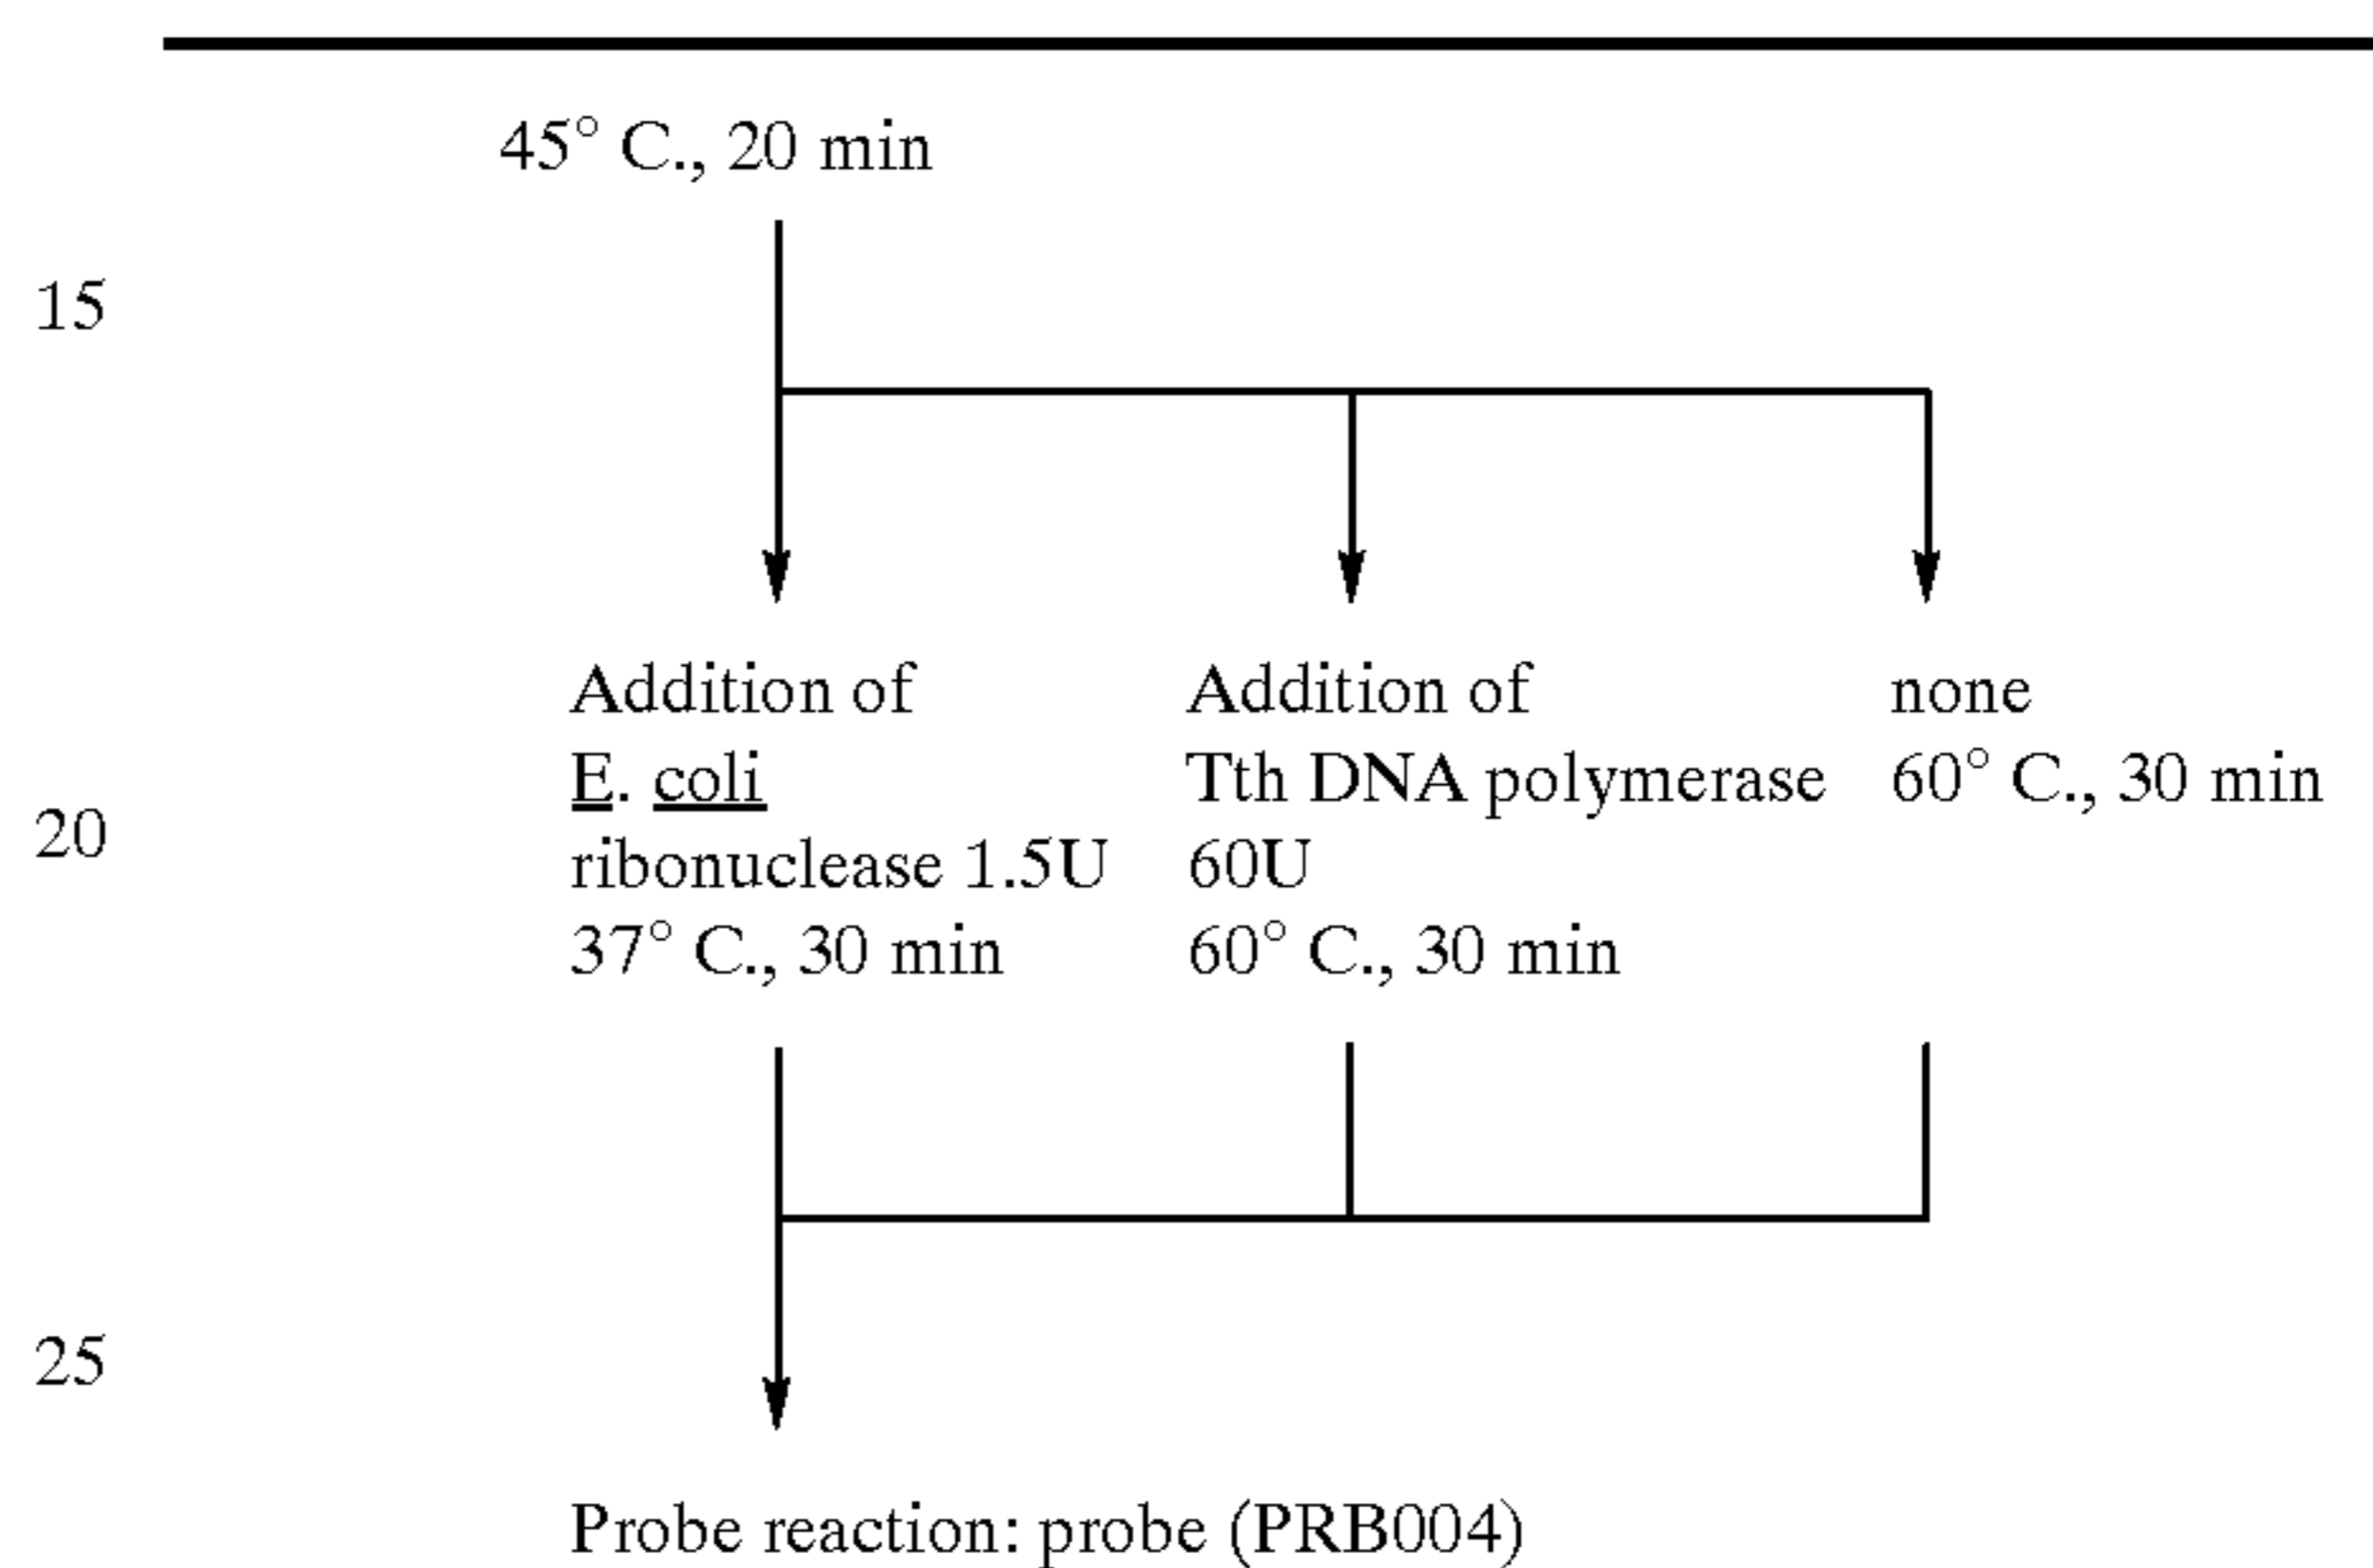 45° C., 20 min
15
Addition of
E. coli
ribonuclease 1.5U
37° C., 30 min
Addition of
Tth DNA polymerase
60U
60° C., 30 min
none
60° C., 30 min
20
25
Probe reaction: probe (PRB004)